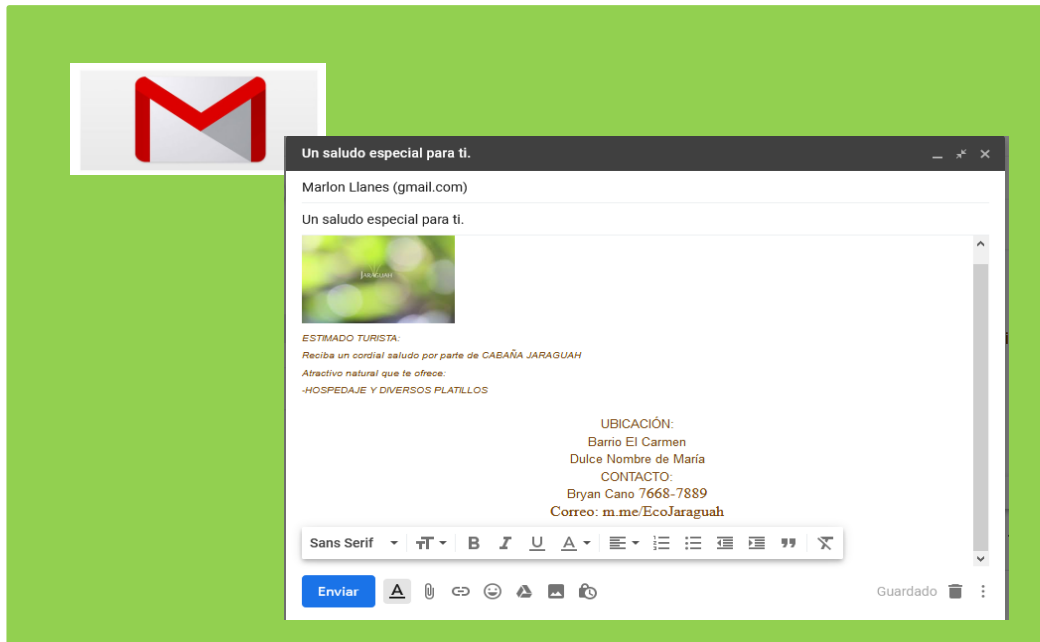 Un saludo especial para ti.
Marlon Llanes (gmail.com)
Un saludo especial para ti.
JARAGUAH
ESTIMADO TURISTA:
Reciba un cordial saludo por parte de CABAÑA JARAGUAH
Atractivo natural que te ofrece:
-HOSPEDAJE Y DIVERSOS PLATILLOS
UBICACIÓN:
Barrio El Carmen
Dulce Nombre de María
CONTACTO:
Bryan Cano 7668-7889
Correo: m.me/EcoJaraguah
Sans Serif
Enviar
Guardado